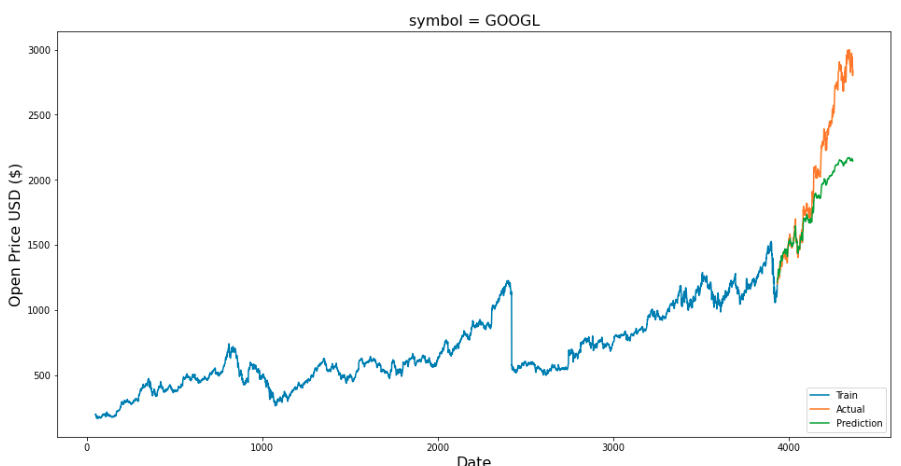 symbol = GOOGL
3000
2500
2000
1500
1000
500
Open Price USD ($)
0
1000
2000
3000
4000
Date
Train
Actual
Prediction